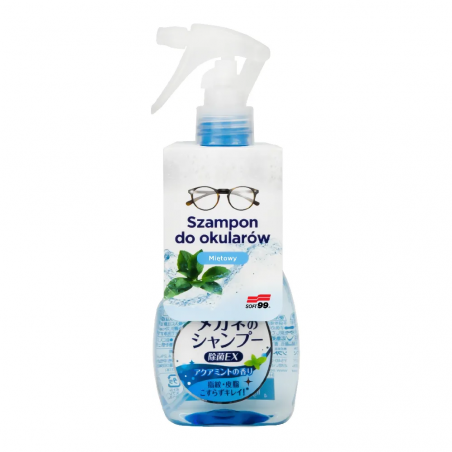 Szampon
do okularów
Miętowy
SOFT99
メガネの
シャンプー
除菌EX
アクアミントの香り
指紋・皮脂
こすらずキレイ!